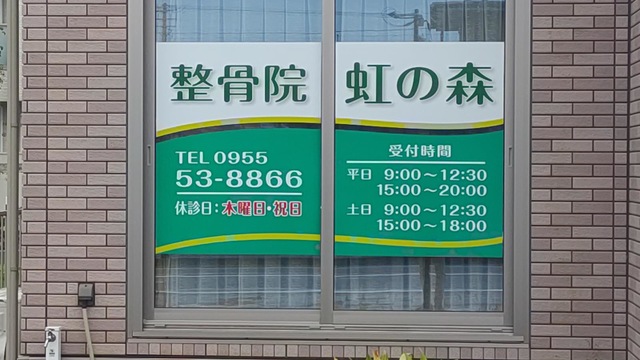 整骨院 虹の森
TEL 0955
53-8866
休診日：木曜日・祝日
受付時間
平日 9:00～12:30
15:00～20:00
土日 9:00～12:30
15:00～18:00